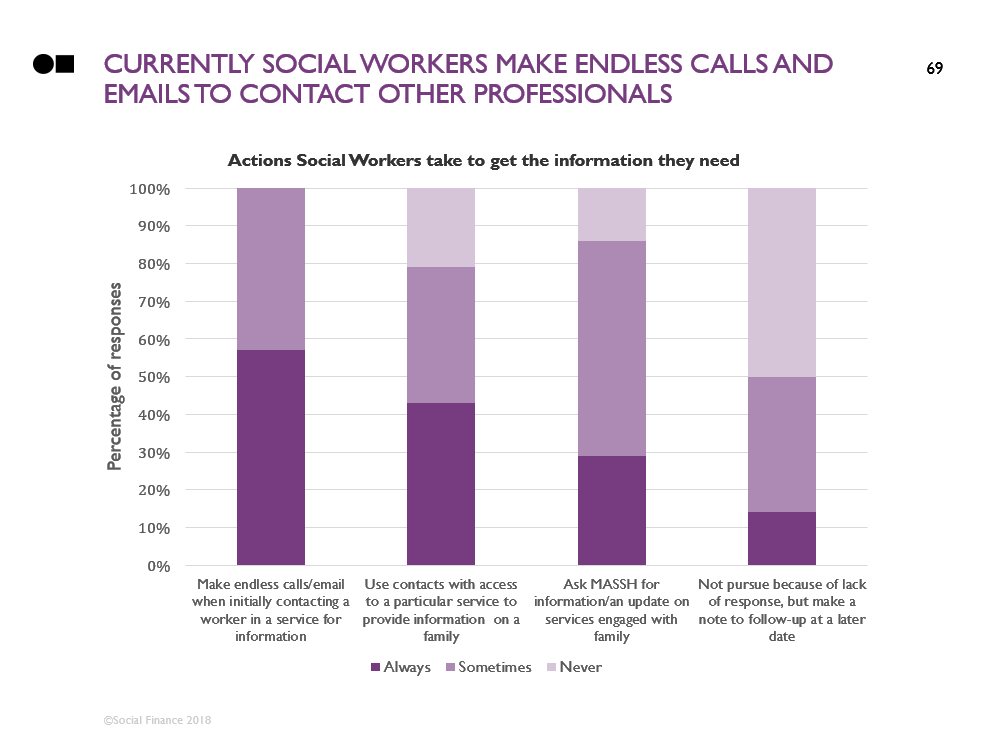 CURRENTLY SOCIAL WORKERS MAKE ENDLESS CALLS AND
EMAILS TO CONTACT OTHER PROFESSIONALS
69
Actions Social Workers take to get the information they need
Percentage of responses
100%
90%
80%
70%
60%
50%
40%
30%
20%
10%
0%
Make endless calls/email
when initially contacting a
worker in a service for
information
Use contacts with access
to a particular service to
provide information on a
family
Ask MASSH for
information/an update on
services engaged with
family
Not pursue because of lack
of response, but make a
note to follow-up at a later
date
Always Sometimes Never
©Social Finance 2018